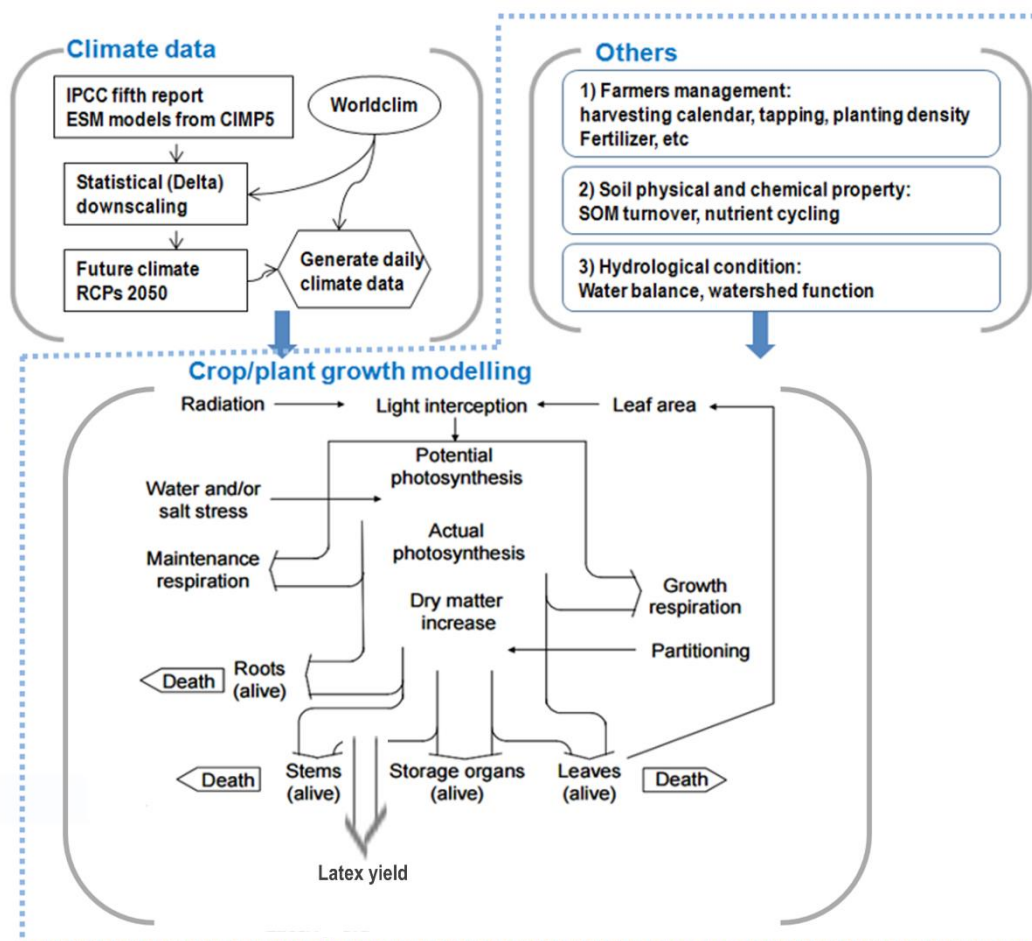 Climate data
IPCC fifth report
ESM models from CIMP5
Worldclim
Statistical (Delta)
downscaling
Future climate
RCPs 2050
Generate daily
climate data
Others
1) Farmers management:
harvesting calendar, tapping, planting density
Fertilizer, etc
2) Soil physical and chemical property:
SOM turnover, nutrient cycling
3) Hydrological condition:
Water balance, watershed function
Crop/plant growth modelling
Radiation
Light interception
Leaf area
Potential
photosynthesis
Water and/or
salt stress
Actual
photosynthesis
Maintenance
respiration
Growth
respiration
Dry matter
increase
Partitioning
Death
Roots
(alive)
Death
Stems
(alive)
Storage organs
(alive)
Leaves
(alive)
Death
Latex yield